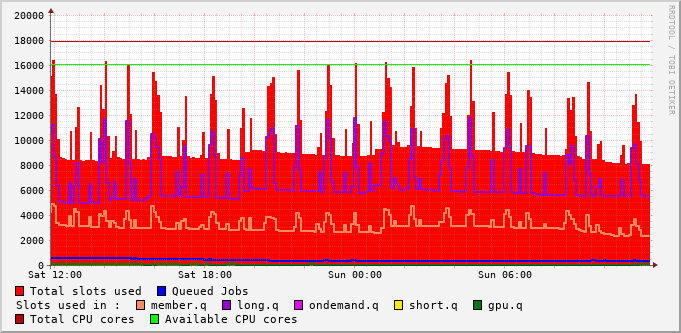 20000
18000
16000
14000
12000
10000
8000
6000
4000
2000
0
Sat 12:00 Sat 18:00 Sun 00:00 Sun 06:00
Total slots used Queued Jobs
Slots used in : member.q long.q ondemand.q short.q gpu.q
Total CPU cores Available CPU cores
RRDTOOL / TOBI OETIKER